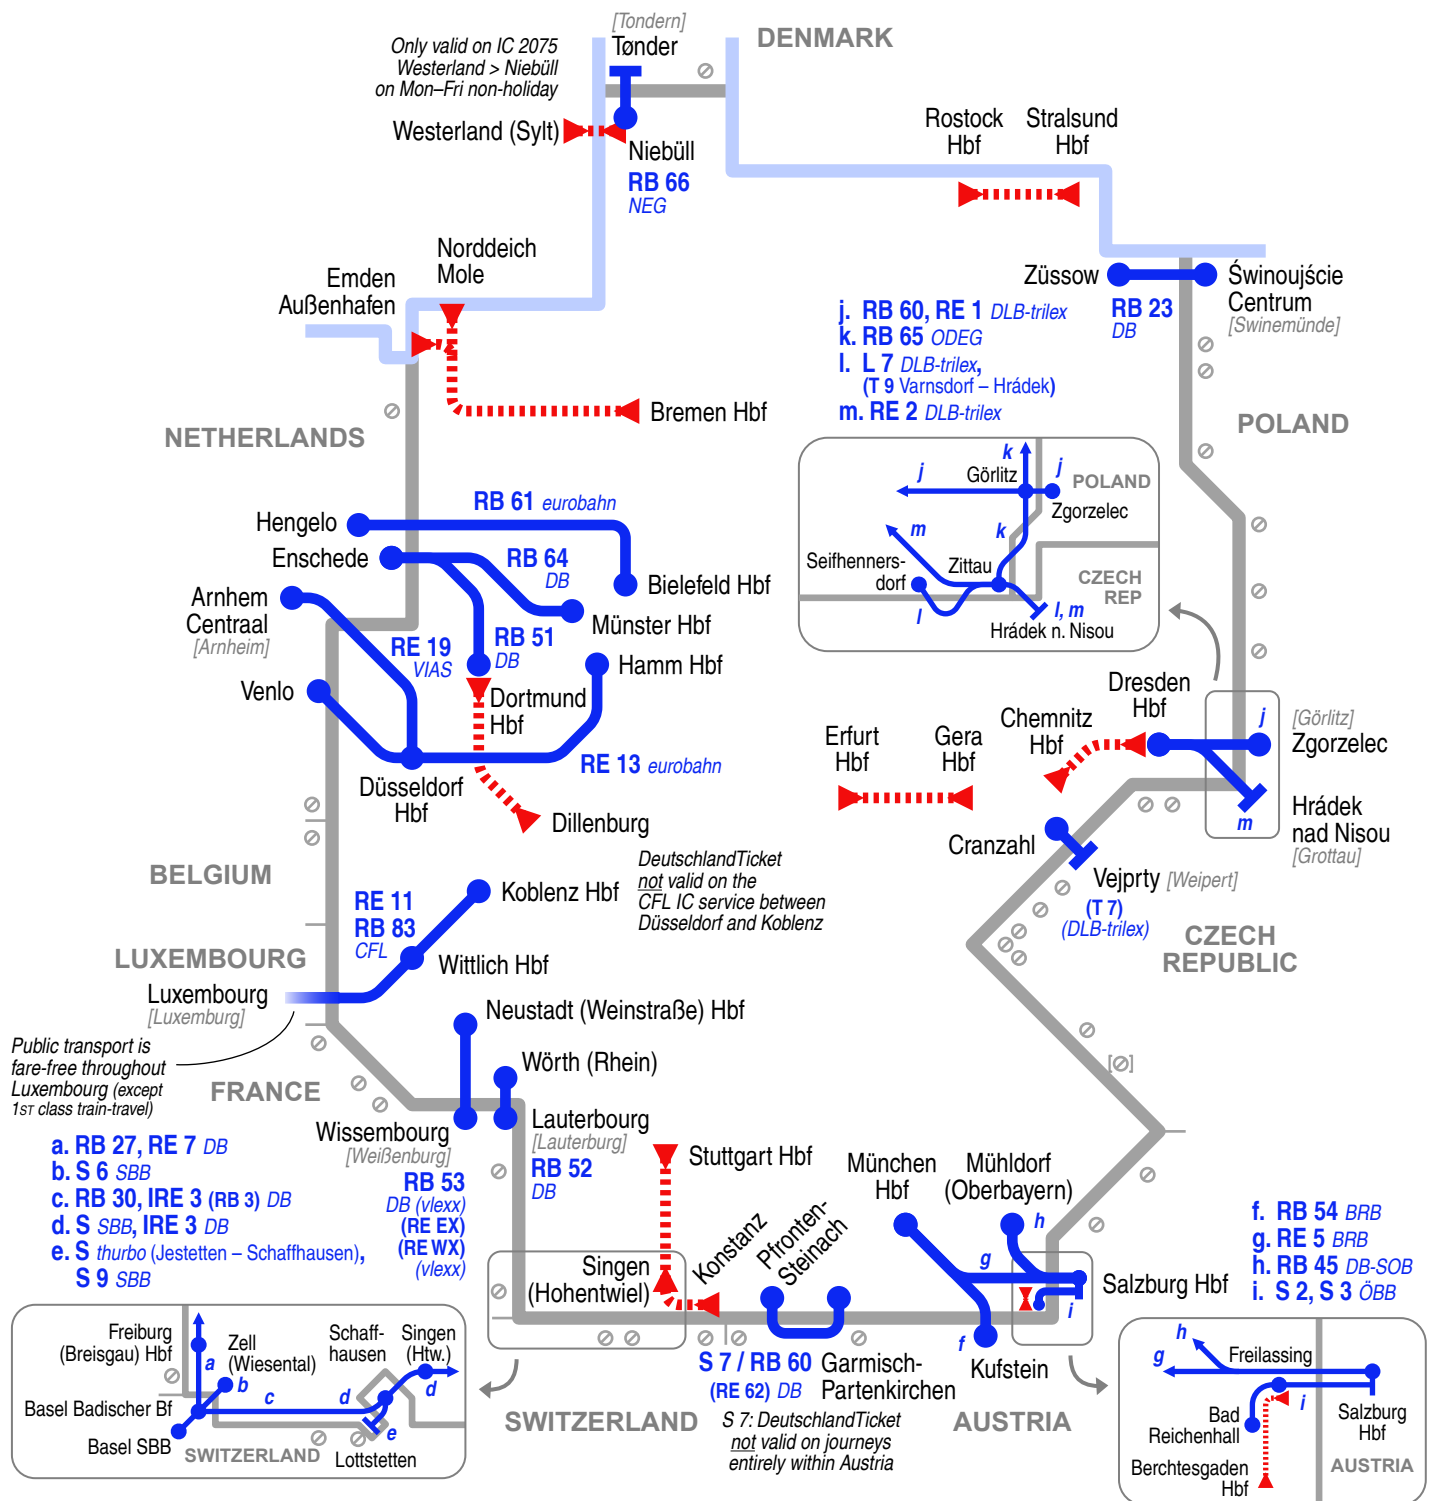 [Tondern]
Tønder
DENMARK
Only valid on IC 2075
Westerland > Niebüll
on Mon–Fri non-holiday
Westerland (Sylt)
Niebüll
RB 66
NEG
Rostock
Hbf
Stralsund
Hbf
Norddeich
Mole
Emden
Außenhafen
Züssow
Świnoujście
Centrum
[Swinemünde]
RB 23
DB
j. RB 60, RE 1 DLB-trilex
k. RB 65 ODEG
l. L 7 DLB-trilex,
(T 9 Varnsdorf – Hrádek)
m. RE 2 DLB-trilex
Bremen Hbf
NETHERLANDS
POLAND
k
j
Görlitz
j
POLAND
Zgorzelec
m
k
Seifhenners-
dorf
Zittau
CZECH
REP
l
l, m
Hrádek n. Nisou
RB 61 eurobahn
Hengelo
Enschede
RB 64
DB
Bielefeld Hbf
Arnhem
Centraal
[Arnheim]
Münster Hbf
RE 19
VIAS
RB 51
DB
Hamm Hbf
Venlo
Dortmund
Hbf
Dresden
Hbf
Chemnitz
Hbf
j
[Görlitz]
Zgorzelec
Erfurt
Hbf
Gera
Hbf
RE 13 eurobahn
Düsseldorf
Hbf
Hrádek
nad Nisou
[Grottau]
m
Dillenburg
Cranzahl
DeutschlandTicket
not valid on the
CFL IC service between
Düsseldorf and Koblenz
BELGIUM
Vejprty [Weipert]
(T 7)
(DLB-trilex)
Koblenz Hbf
RE 11
RB 83
CFL
CZECH
REPUBLIC
LUXEMBOURG
Wittlich Hbf
Luxembourg
[Luxemburg]
Neustadt (Weinstraße) Hbf
Public transport is
fare-free throughout
Luxembourg (except
1ST class train-travel)
Wörth (Rhein)
FRANCE
Wissembourg
[Weißenburg]
RB 53
DB (vlexx)
(RE EX)
(RE WX)
(vlexx)
Lauterbourg
[Lauterburg]
RB 52
DB
a. RB 27, RE 7 DB
b. S 6 SBB
c. RB 30, IRE 3 (RB 3) DB
d. S SBB, IRE 3 DB
e. S thurbo (Jestetten – Schaffhausen),
S 9 SBB
Stuttgart Hbf
München
Hbf
Mühldorf
(Oberbayern)
h
f. RB 54 BRB
g. RE 5 BRB
h. RB 45 DB-SOB
i. S 2, S 3 ÖBB
Singen
(Hohentwiel)
Konstanz
Pfronten-
Steinach
g
Salzburg Hbf
i
f
Kufstein
S 7 / RB 60
(RE 62) DB
Garmisch-
Partenkirchen
SWITZERLAND
AUSTRIA
S 7: DeutschlandTicket
not valid on journeys
entirely within Austria
Freiburg
(Breisgau) Hbf
Zell
(Wiesental)
Schaff-
hausen
Singen
(Htw.)
a
b
c
d
d
Basel Badischer Bf
e
Basel SBB
SWITZERLAND
Lottstetten
h
g
Freilassing
i
Bad
Reichenhall
Salzburg
Hbf
Berchtesgaden
Hbf
AUSTRIA